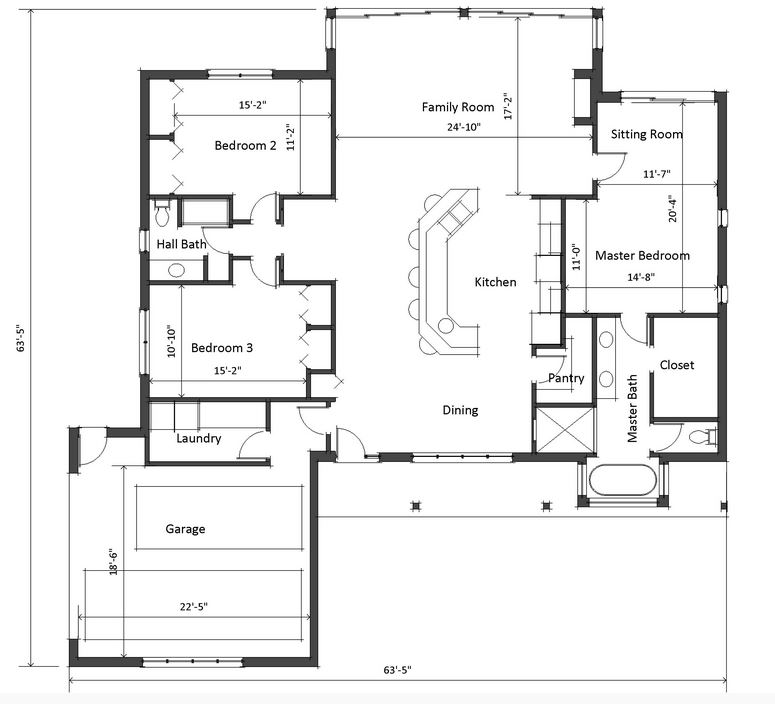 15'-2"
11'-2"
Bedroom 2
Family Room
17'-2"
24'-10"
Sitting Room
11'-7"
20'-4"
Hall Bath
11'-0"
Master Bedroom
14'-8"
Kitchen
63'-5"
10'-10"
Bedroom 3
15'-2"
Pantry
Closet
Master Bath
Dining
Laundry
Garage
18'-6"
22'-5"
63'-5"